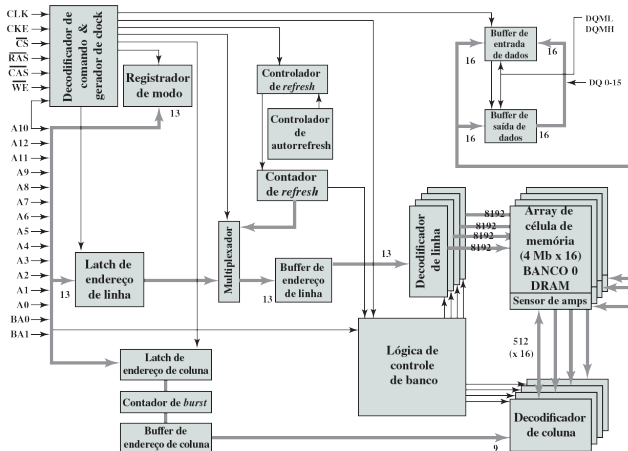 CLK
CKE
CS
RAS
CAS
WE
A10
A12
A11
A9
A8
A7
A6
A5
A4
A3
A2
A1
A0
BA0
BA1
Decodificador de
comando &
gerador de clock
Registrador
de modo
13
Controlador
de refresh
Controlador
de
autorrefresh
Contador
de refresh
Buffer de
entrada
de dados
16
16
DQML
DQMH
DQ 0-15
16
Buffer de
saída de
dados
16
13
Latch de
endereço
de linha
Multiplexador
13
Buffer de
endereço
de linha
13
Decodificador
de linha
8192
8192
8192
8192
Array de
célula de
memória
(4 Mb x 16)
BANCO 0
DRAM
Sensor de amps
Lógica de
controle
de banco
512
(x 16)
Latch de
endereço de coluna
Contador de burst
Buffer de
endereço de coluna
9
Decodificador
de coluna